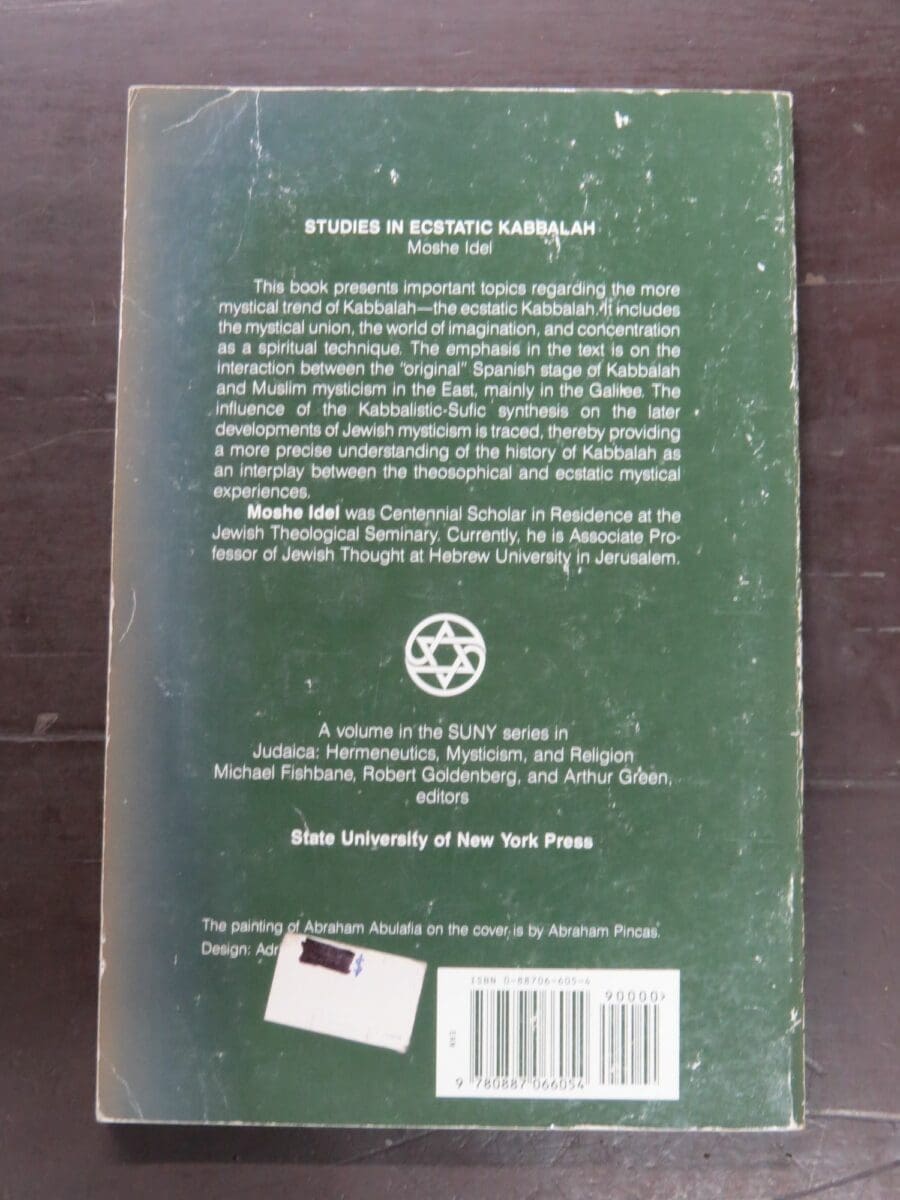 STUDIES IN ECSTATIC KABBALAH
Moshe Idel
This book presents important topics regarding the more
mystical trend of Kabbalah—the ecstatic Kabbalah. It includes
the mystical union, the world of imagination, and concentration
as a spiritual technique. The emphasis in the text is on the
interaction between the "original" Spanish stage of Kabbalah
and Muslim mysticism in the East, mainly in the Galilee. The
influence of the Kabbalistic-Sufic synthesis on the later
developments of Jewish mysticism is traced, thereby providing
a more precise understanding of the history of Kabbalah as
an interplay between the theosophical and ecstatic mystical
experiences.
Moshe Idel was Centennial Scholar in Residence at the
Jewish Theological Seminary. Currently, he is Associate Pro-
fessor of Jewish Thought at Hebrew University in Jerusalem.
A volume in the SUNY series in
Judaica: Hermeneutics, Mysticism, and Religion
Michael Fishbane, Robert Goldenberg, and Arthur Green,
editors
State University of New York Press
The painting of Abraham Abulafia on the cover is by Abraham Pincas.
Design: Adr
$
ISBN 0-88706-605-4
90000>
EAN
9 780887 066054